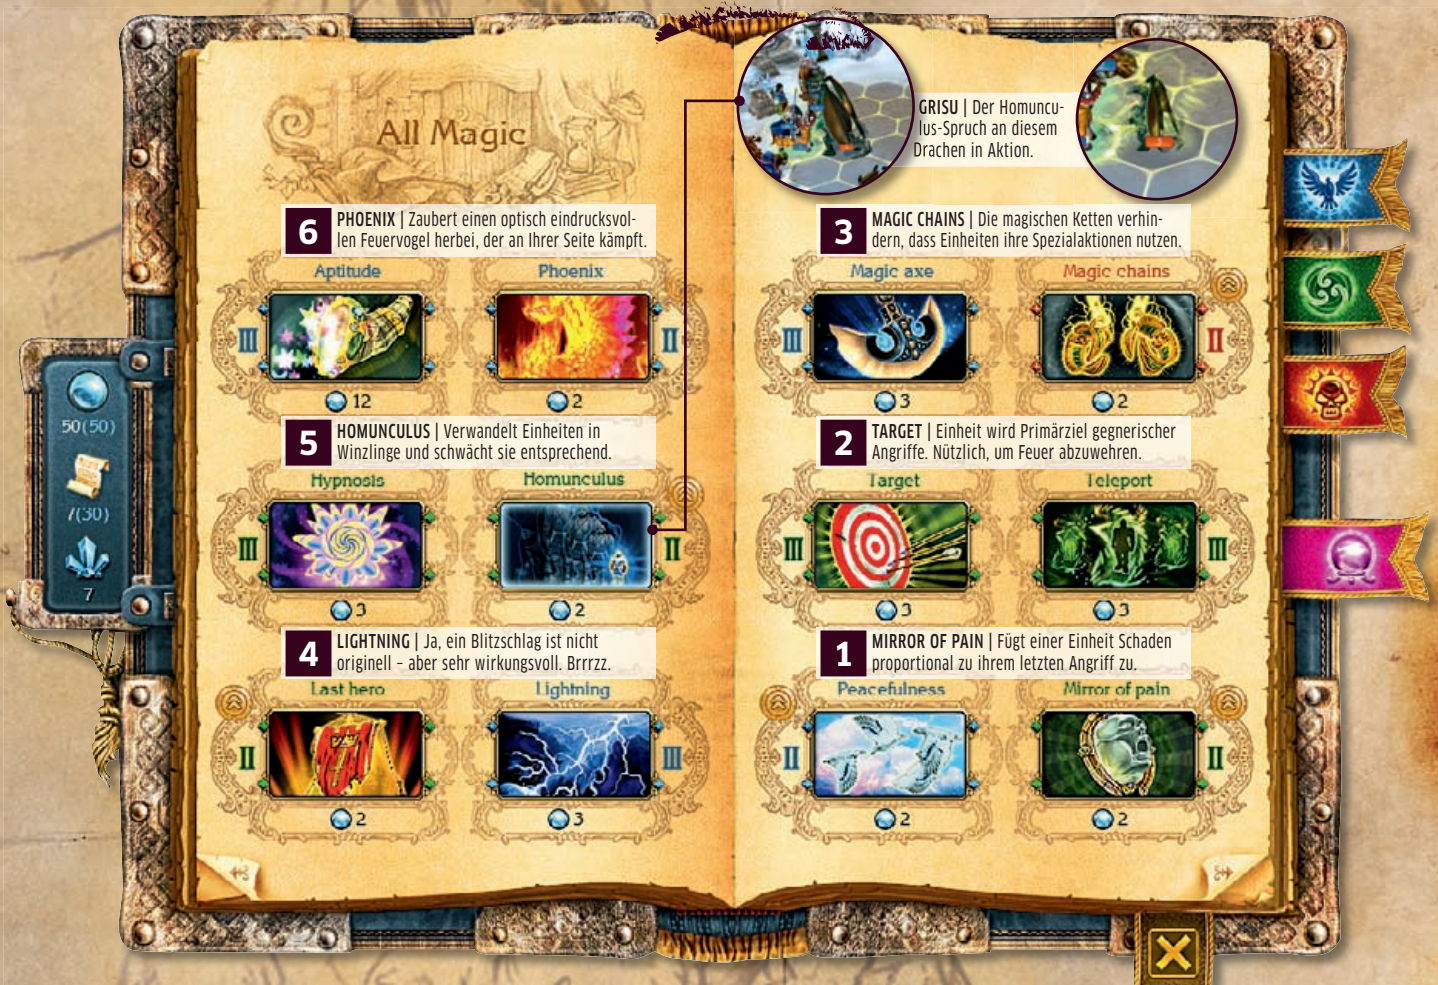 All Magic
GRISU | Der Homuncu-
lus-Spruch an diesem
Drachen in Aktion.
6
PHOENIX | Zaubert einen optisch eindrucksvol-
len Feuervogel herbei, der an Ihrer Seite kämpft.
Aptitude
Phoenix
III
II
12
2
5
HOMUNCULUS | Verwandelt Einheiten in
Winzlinge und schwächt sie entsprechend.
Hypnosis
Homunculus
III
II
3
2
4
LIGHTNING | Ja, ein Blitzschlag ist nicht
originell – aber sehr wirkungsvoll. Brrrzz.
Last hero
Lightning
II
III
2
3
3
MAGIC CHAINS | Die magischen Ketten verhin-
dern, dass Einheiten ihre Spezialaktionen nutzen.
Magic axe
Magic chains
III
II
3
2
2
TARGET | Einheit wird Primärziel gegnerischer
Angriffe. Nützlich, um Feuer abzuwehren.
Target
Teleport
III
III
3
3
1
MIRROR OF PAIN | Fügt einer Einheit Schaden
proportional zu ihrem letzten Angriff zu.
Peacefulness
Mirror of pain
II
II
2
2
50(50)
7(30)
7